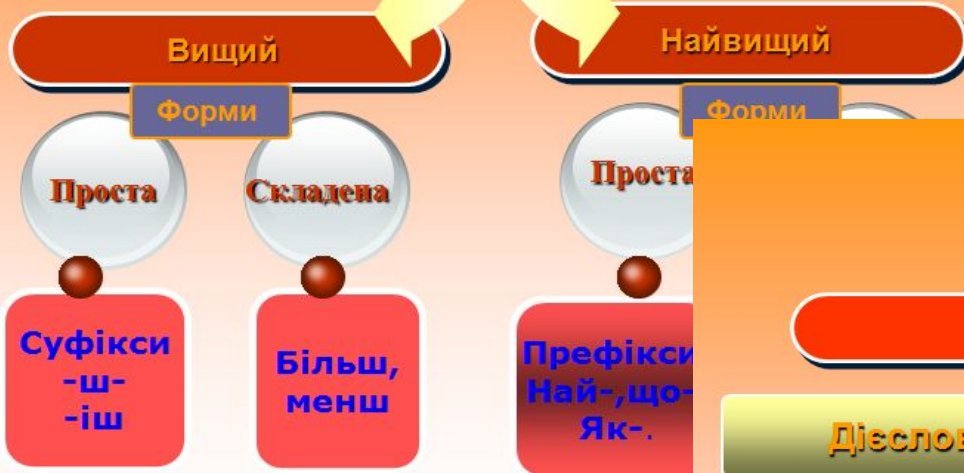 Вищий
Найвищий
Форми
Форми
Проста
Складена
Проста
Суфікси
-ш-
-іш
Більш,
менш
Префікси
Най-,що-
Як-.